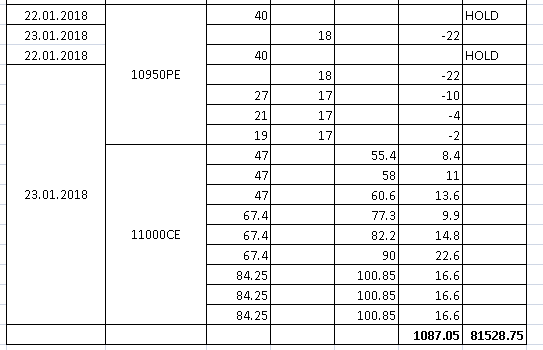 22.01.2018 40 HOLD
23.01.2018 18 -22
22.01.2018 40 HOLD
10950PE 18 -22
27 17 -10
21 17 -4
19 17 -2
47 55.4 8.4
47 58 11
23.01.2018 47 60.6 13.6
67.4 77.3 9.9
11000CE 67.4 82.2 14.8
67.4 90 22.6
84.25 100.85 16.6
84.25 100.85 16.6
84.25 100.85 16.6
1087.05 81528.75